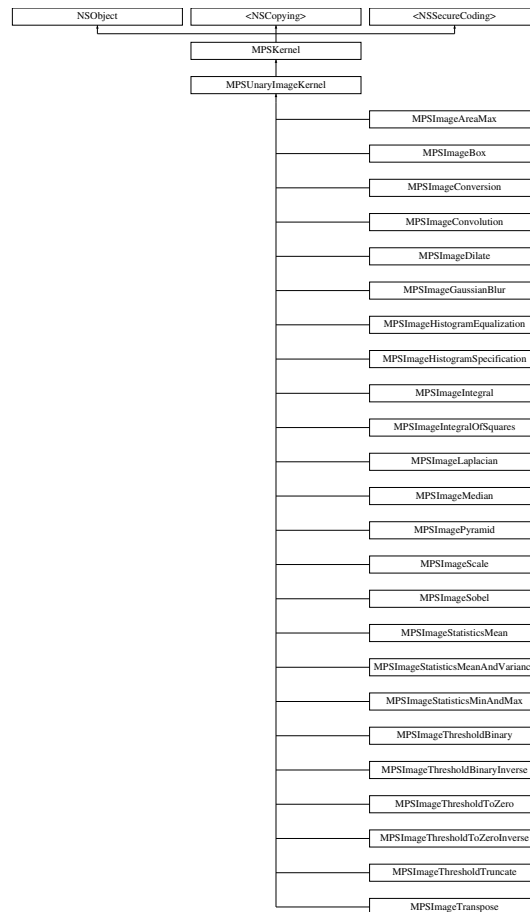 NSObject
<NSCopying>
<NSSecureCoding>
MPSKernel
MPSUnaryImageKernel
MPSImageAreaMax
MPSImageBox
MPSImageConversion
MPSImageConvolution
MPSImageDilate
MPSImageGaussianBlur
MPSImageHistogramEqualization
MPSImageHistogramSpecification
MPSImageIntegral
MPSImageIntegralOfSquares
MPSImageLaplacian
MPSImageMedian
MPSImagePyramid
MPSImageScale
MPSImageSobel
MPSImageStatisticsMean
MPSImageStatisticsMeanAndVarianc
MPSImageStatisticsMinAndMax
MPSImageThresholdBinary
MPSImageThresholdBinaryInverse
MPSImageThresholdToZero
MPSImageThresholdToZeroInverse
MPSImageThresholdTruncate
MPSImageTranspose